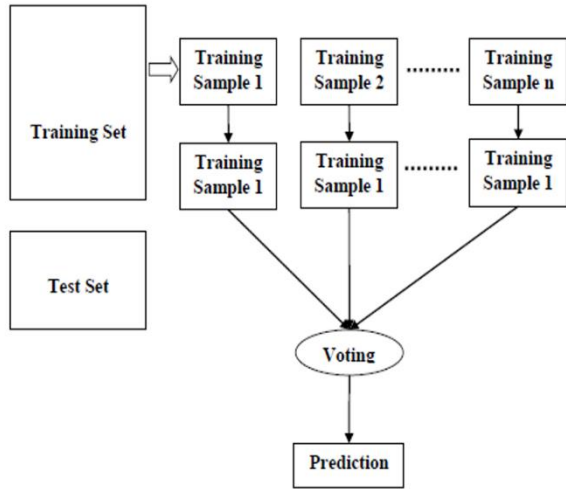 Training Set
Training
Sample 1
Training
Sample 2
Training
Sample n
Training
Sample 1
Training
Sample 1
Training
Sample 1
Test Set
Voting
Prediction